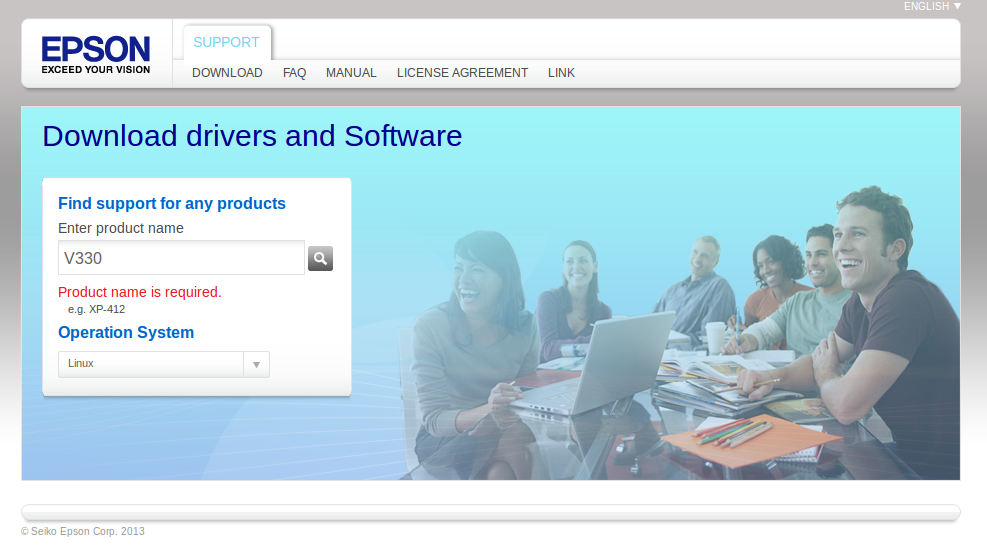 ENGLISH
EPSON
EXCEED YOUR VISION
SUPPORT
DOWNLOAD FAQ MANUAL LICENSE AGREEMENT LINK
Download drivers and Software
Find support for any products
Enter product name
V330
Product name is required.
e.g. XP-412
Operation System
Linux
© Seiko Epson Corp. 2013